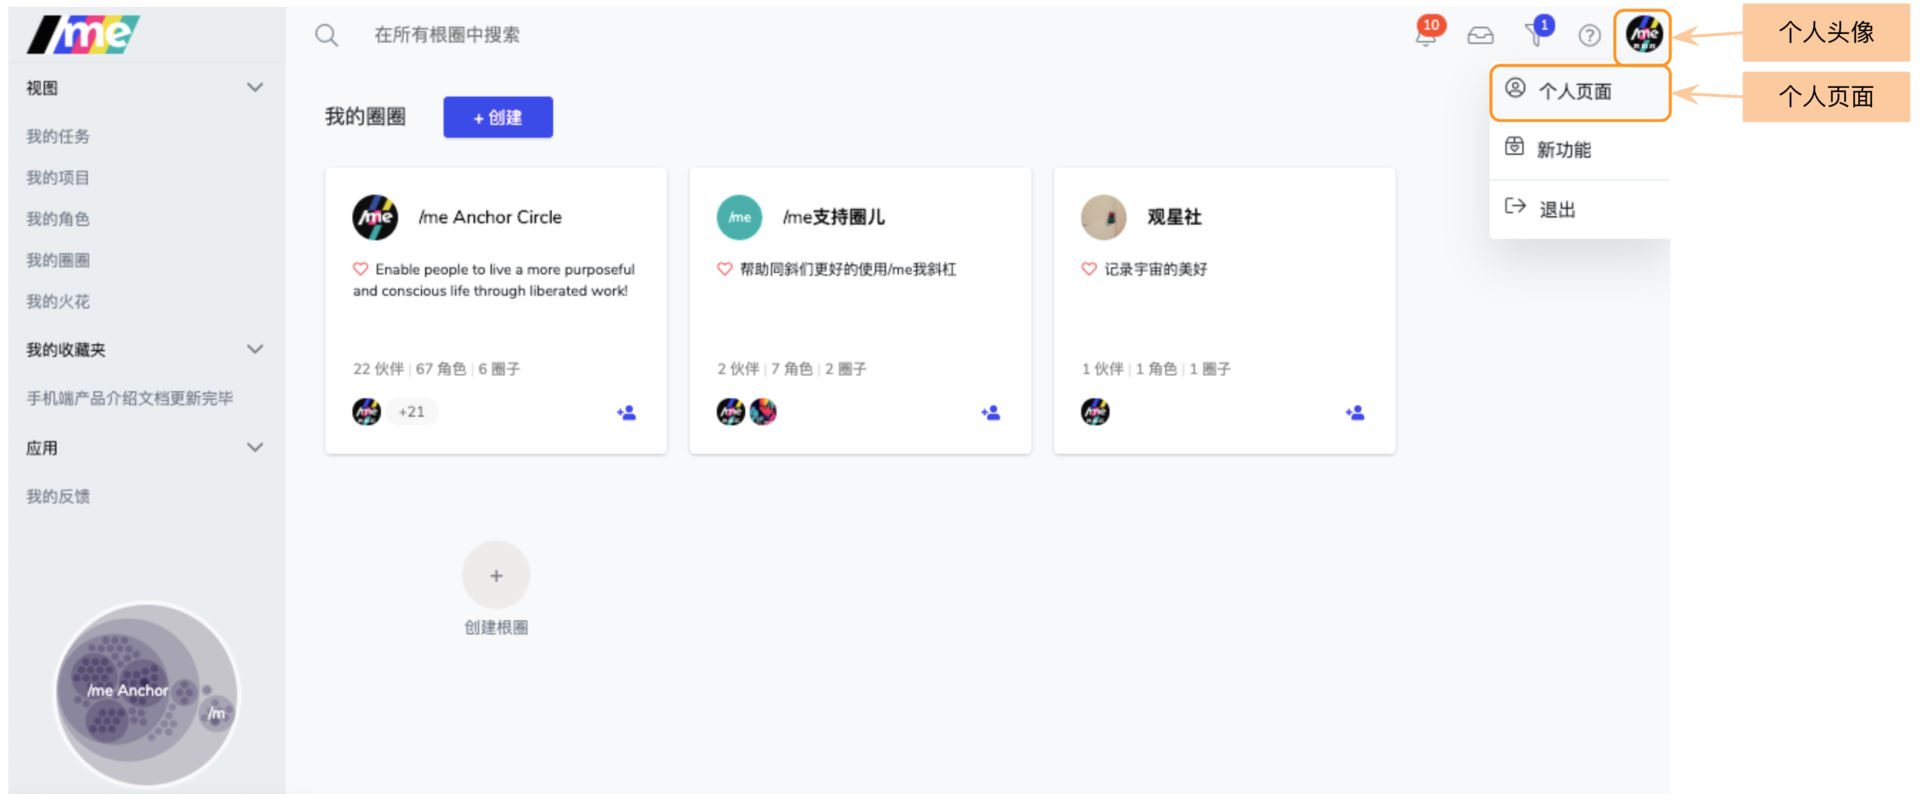 /me
在所有根圈中搜索
10
1
个人头像
个人页面
新功能
退出
个人页面
视图
我的任务
我的项目
我的角色
我的圈圈
我的火花
我的收藏夹
手机端产品介绍文档更新完毕
应用
我的反馈
/me Anchor
/m
我的圈圈
+ 创建
/me
/me Anchor Circle
Enable people to live a more purposeful
and conscious life through liberated work!
22 伙伴 | 67 角色 | 6 圈子
/me
+21
/me
/me支持圈儿
帮助同斜们更好的使用/me我斜杠
2 伙伴 | 7 角色 | 2 圈子
/me
观星社
记录宇宙的美好
1 伙伴 | 1 角色 | 1 圈子
/me
+
创建根圈